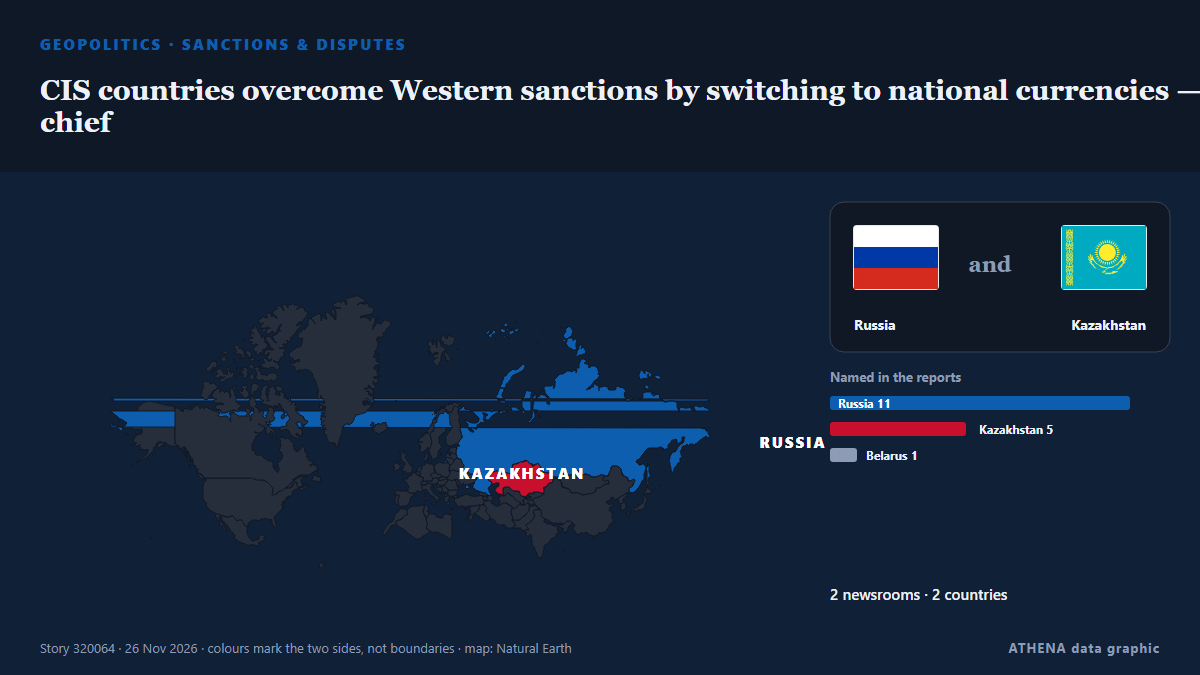 GEOPOLITICS · SANCTIONS & DISPUTES
CIS countries overcome Western sanctions by switching to national currencies —
chief
and
Russia
Kazakhstan
Named in the reports
Russia 11
Kazakhstan 5
Belarus 1
RUSSIA
KAZAKHSTAN
2 newsrooms · 2 countries
Story 320064 · 26 Nov 2026 · colours mark the two sides, not boundaries · map: Natural Earth
ATHENA data graphic